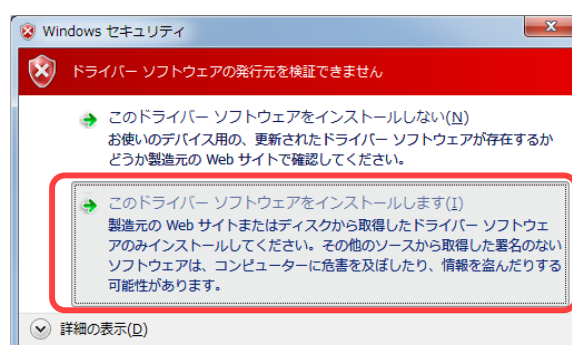 Windows セキュリティ
ドライバー ソフトウェアの発行元を検証できません
このドライバー ソフトウェアをインストールしない(N)
お使いのデバイス用の、更新されたドライバー ソフトウェアが存在するか
どうか製造元の Web サイトで確認してください。
このドライバー ソフトウェアをインストールします(I)
製造元の Web サイトまたはディスクから取得したドライバー ソフトウェ
アのみインストールしてください。その他のソースから取得した署名のない
ソフトウェアは、コンピューターに危害を及ぼしたり、情報を盗んだりする
可能性があります。
詳細の表示(D)